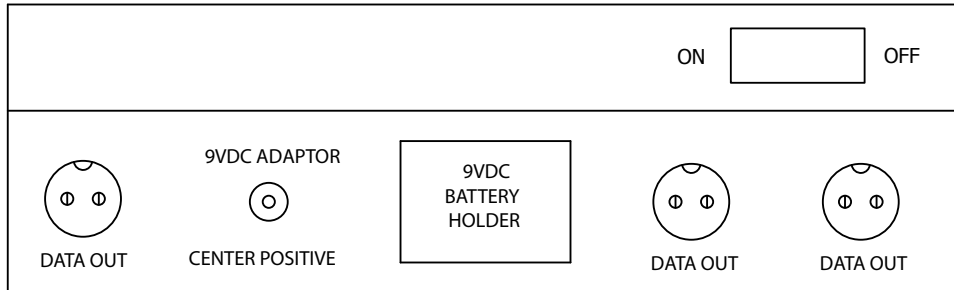 ON
OFF
9VDC ADAPTOR
CENTER POSITIVE
9VDC
BATTERY
HOLDER
DATA OUT
DATA OUT
DATA OUT